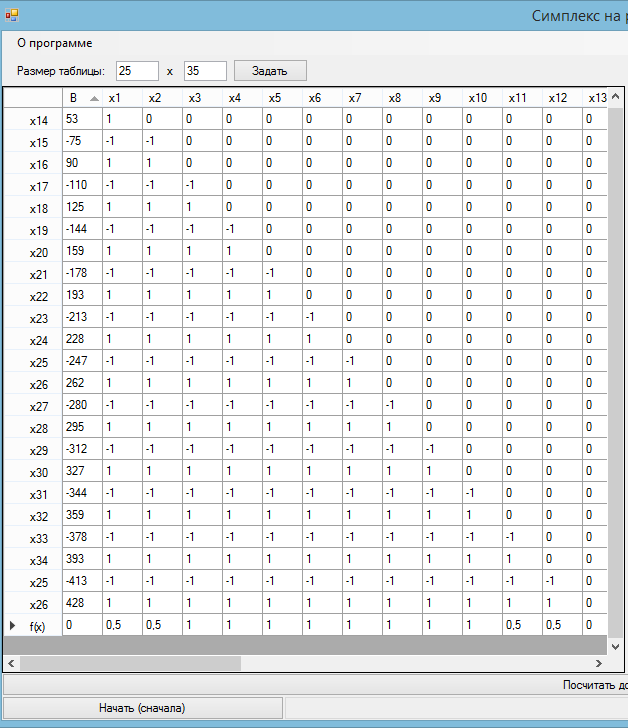 Симплекс на
О программе
Размер таблицы: 25 x 35 Задать
B x1 x2 x3 x4 x5 x6 x7 x8 x9 x10 x11 x12 x13
x14 53 1 0 0 0 0 0 0 0 0 0 0 0 0
x15 -75 -1 -1 0 0 0 0 0 0 0 0 0 0 0
x16 90 1 1 0 0 0 0 0 0 0 0 0 0 0
x17 -110 -1 -1 -1 0 0 0 0 0 0 0 0 0 0
x18 125 1 1 1 0 0 0 0 0 0 0 0 0 0
x19 -144 -1 -1 -1 -1 0 0 0 0 0 0 0 0 0
x20 159 1 1 1 1 0 0 0 0 0 0 0 0 0
x21 -178 -1 -1 -1 -1 -1 0 0 0 0 0 0 0 0
x22 193 1 1 1 1 1 0 0 0 0 0 0 0 0
x23 -213 -1 -1 -1 -1 -1 -1 0 0 0 0 0 0 0
x24 228 1 1 1 1 1 1 0 0 0 0 0 0 0
x25 -247 -1 -1 -1 -1 -1 -1 -1 0 0 0 0 0 0
x26 262 1 1 1 1 1 1 1 0 0 0 0 0 0
x27 -280 -1 -1 -1 -1 -1 -1 -1 -1 0 0 0 0 0
x28 295 1 1 1 1 1 1 1 1 0 0 0 0 0
x29 -312 -1 -1 -1 -1 -1 -1 -1 -1 -1 0 0 0 0
x30 327 1 1 1 1 1 1 1 1 1 0 0 0 0
x31 -344 -1 -1 -1 -1 -1 -1 -1 -1 -1 -1 0 0 0
x32 359 1 1 1 1 1 1 1 1 1 1 0 0 0
x33 -378 -1 -1 -1 -1 -1 -1 -1 -1 -1 -1 -1 0 0
x34 393 1 1 1 1 1 1 1 1 1 1 1 0 0
x25 -413 -1 -1 -1 -1 -1 -1 -1 -1 -1 -1 -1 -1 0
x26 428 1 1 1 1 1 1 1 1 1 1 1 1 0
f(x) 0 0,5 0,5 1 1 1 1 1 1 1 1 0,5 0,5 0
Посчитать
Начать (сначала)